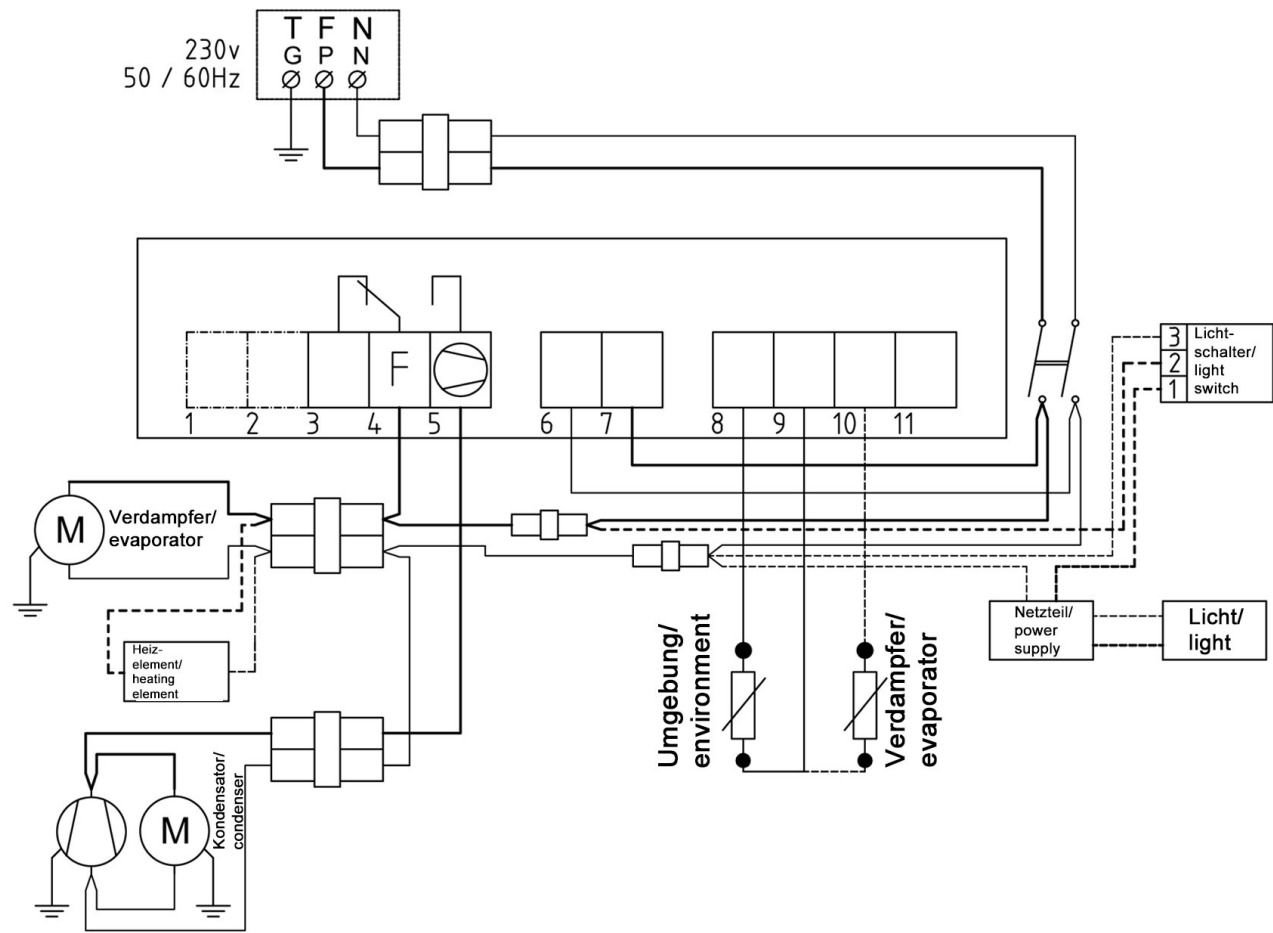 T F N
G P N
230v
50 / 60Hz
F
1 2 3 4 5 6 7 8 9 10 11
3
2
1
Licht-
schalter/
light
switch
M
Verdampfer/
evaporator
Heiz-
element/
heating
element
Umgebung/
environment
Verdampfer/
evaporator
Netzteil/
power
supply
Licht/
light
M
Kondensator/
condenser